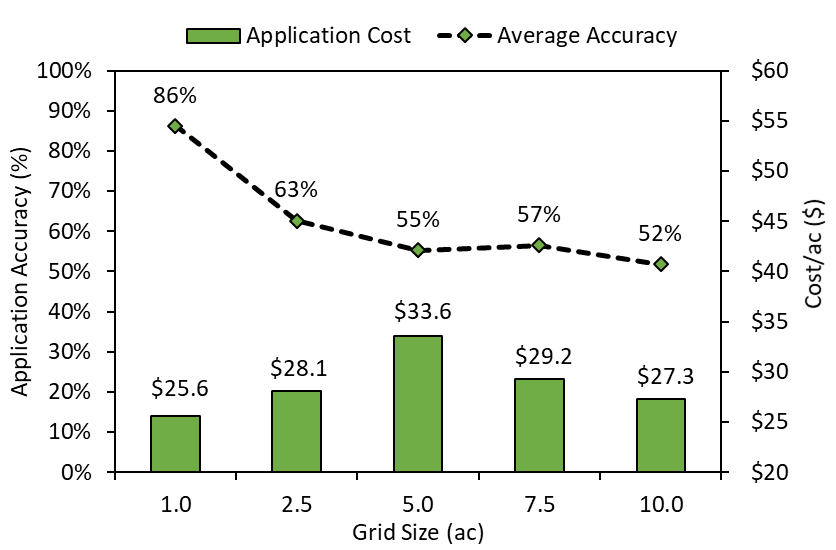 Application Cost Average Accuracy
100% $60
86%
90% $55
80%
$50
70%
63%
60% 55% 57% 52% $45
50%
$40
40%
$33.6 $35
30% $28.1 $29.2 $27.3 $30
20% $25.6
$25
10%
0% $20
1.0 2.5 5.0 7.5 10.0
Grid Size (ac)
Application Accuracy (%)
Cost/ac ($)